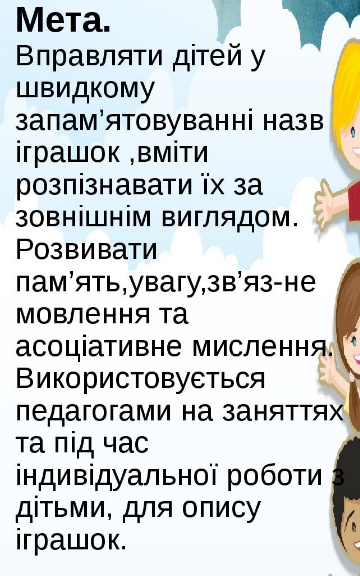 Мета.
Вправляти дітей у
швидкому
запам’ятовуванні назв
іграшок ,вміти
розпізнавати їх за
зовнішнім виглядом.
Розвивати
пам’ять,увагу,зв’яз-не
мовлення та
асоціативне мислення.
Використовується
педагогами на заняттях
та під час
індивідуальної роботи з
дітьми, для опису
іграшок.